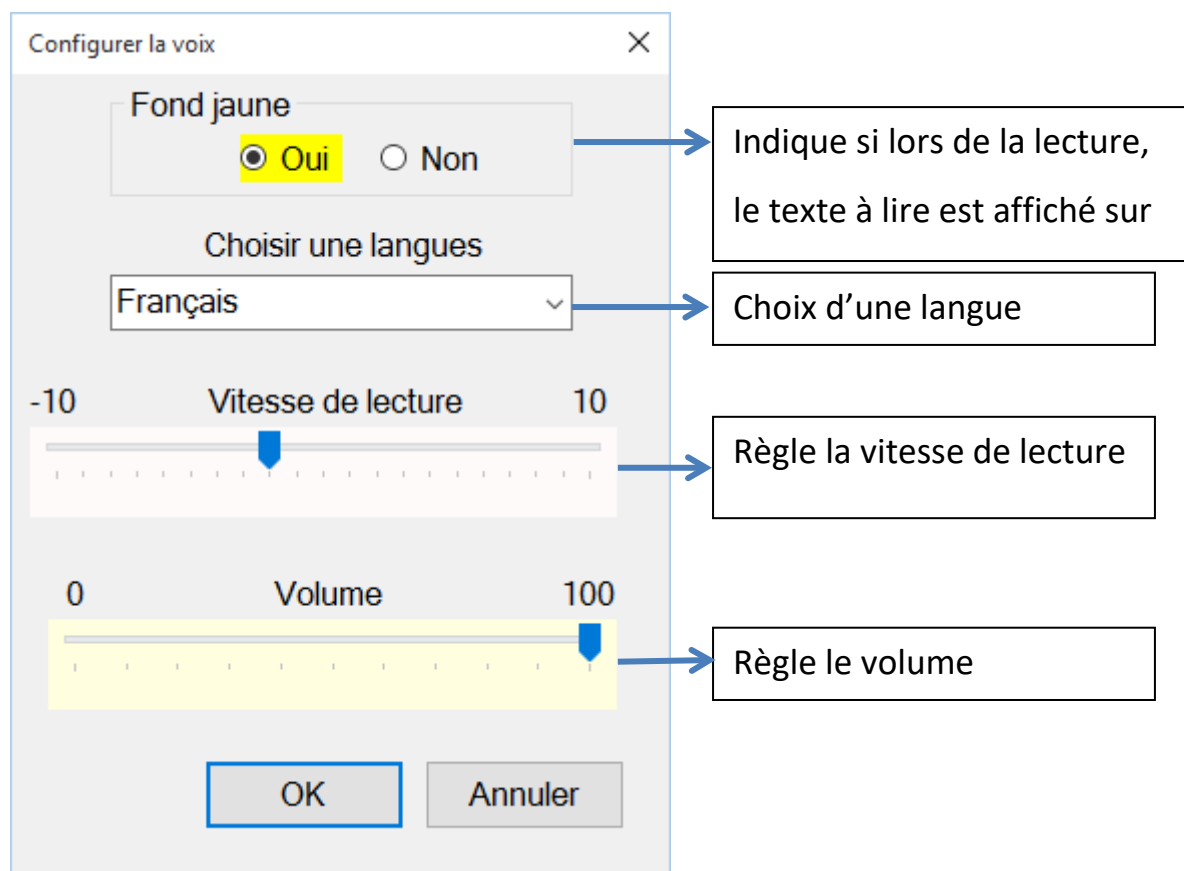 Configurer la voix
Fond jaune
Oui Non
Indique si lors de la lecture,
le texte à lire est affiché sur
Choisir une langues
Français
Choix d’une langue
-10 Vitesse de lecture 10
Règle la vitesse de lecture
0 Volume 100
Règle le volume
OK Annuler